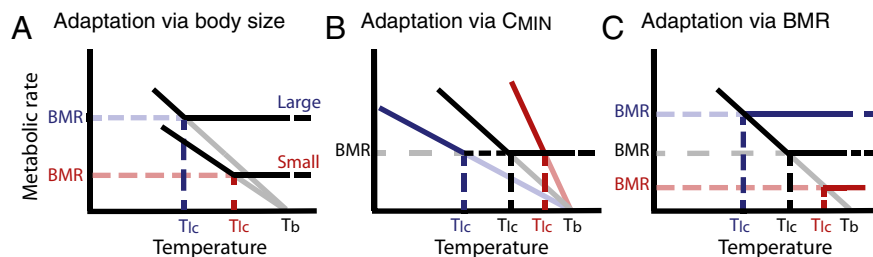 A Adaptation via body size
Metabolic rate
BMR
BMR
Large
Small
Tlc
Tlc
Tb
Temperature
B Adaptation via CMIN
BMR
Tlc
Tlc
Tlc
Tb
Temperature
C Adaptation via BMR
BMR
BMR
BMR
Tlc
Tlc
Tlc
Tb
Temperature